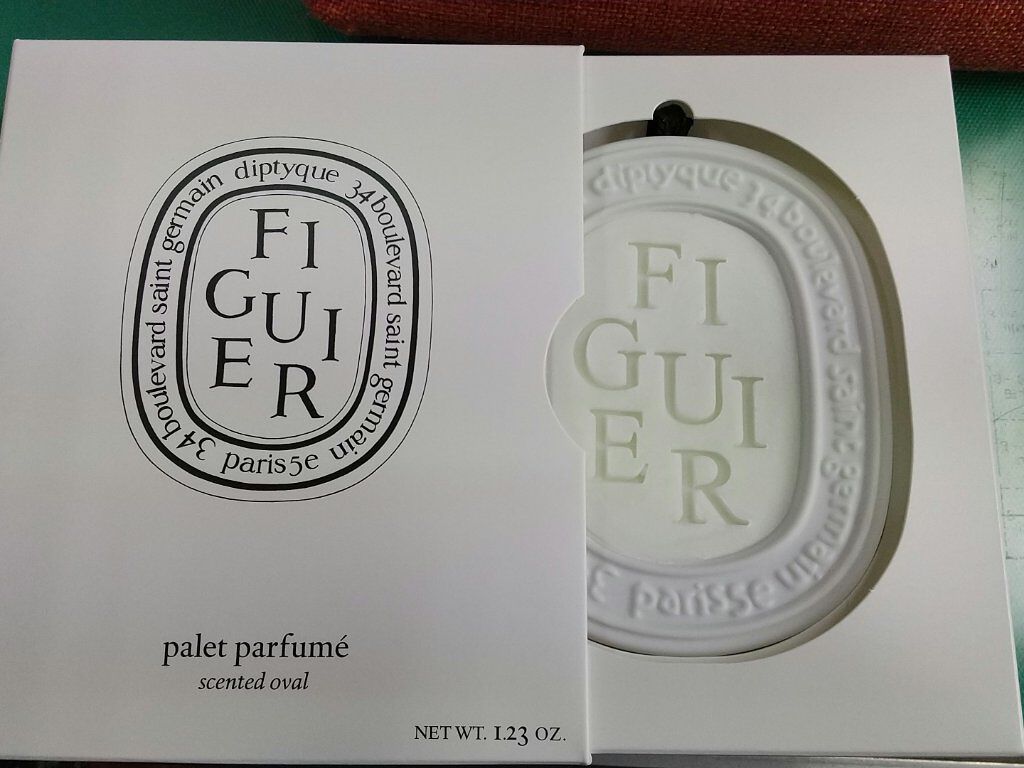 diptyque 34 boulevard saint germain paris5e 34 boulevard saint germain
FI
GUI
ER
palet parfumé
scented oval
NET WT. 1.23 OZ.
diptyque 34 boulevard saint germain paris5e 3
FI
GUI
ER